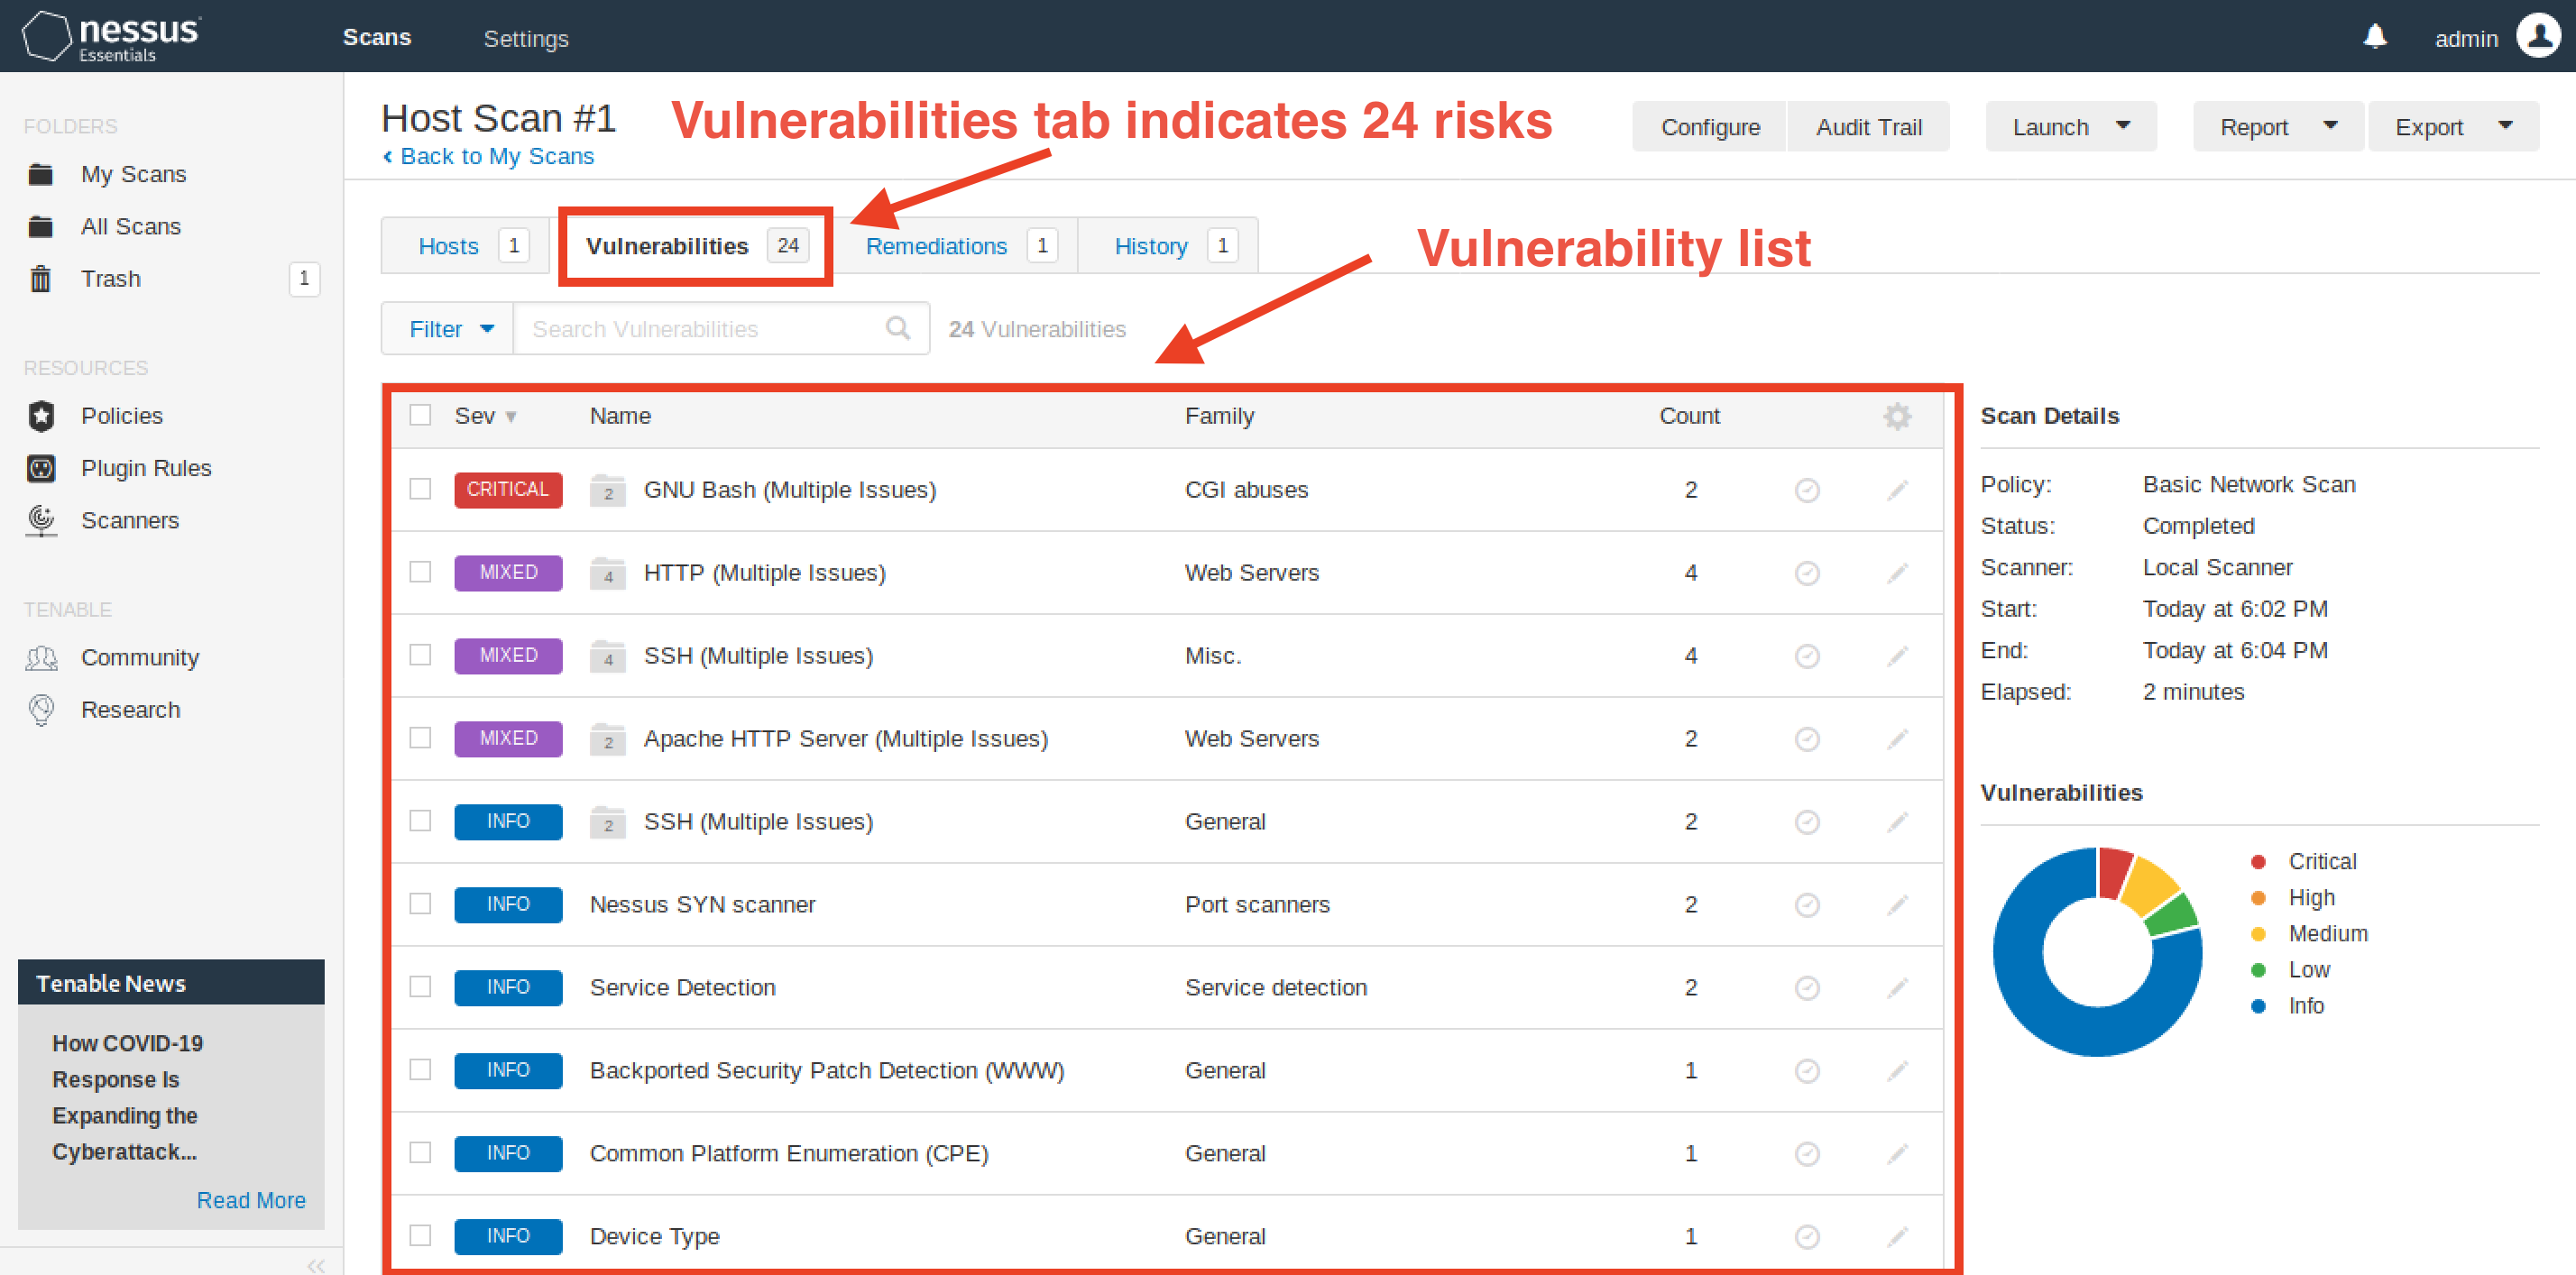 nessus
Essentials
Scans
Settings
admin
FOLDERS
My Scans
All Scans
Trash 1
RESOURCES
Policies
Plugin Rules
Scanners
TENABLE
Community
Research
Tenable News
How COVID-19
Response Is
Expanding the
Cyberattack...
Read More
Host Scan #1
Vulnerabilities tab indicates 24 risks
Back to My Scans
Configure
Audit Trail
Launch
Report
Export
Hosts 1
Vulnerabilities 24
Remediations 1
History 1
Vulnerability list
Filter
Search Vulnerabilities
24 Vulnerabilities
Sev Name Family Count
CRITICAL 2 GNU Bash (Multiple Issues) CGI abuses 2
MIXED 4 HTTP (Multiple Issues) Web Servers 4
MIXED 4 SSH (Multiple Issues) Misc. 4
MIXED 2 Apache HTTP Server (Multiple Issues) Web Servers 2
INFO 2 SSH (Multiple Issues) General 2
INFO Nessus SYN scanner Port scanners 2
INFO Service Detection Service detection 2
INFO Backported Security Patch Detection (WWW) General 1
INFO Common Platform Enumeration (CPE) General 1
INFO Device Type General 1
Scan Details
Policy: Basic Network Scan
Status: Completed
Scanner: Local Scanner
Start: Today at 6:02 PM
End: Today at 6:04 PM
Elapsed: 2 minutes
Vulnerabilities
Critical
High
Medium
Low
Info